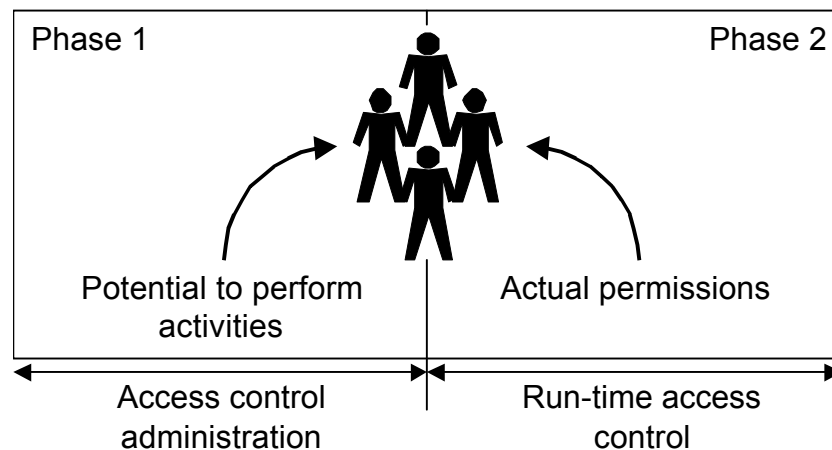 Phase 1
Phase 2
Potential to perform
activities
Actual permissions
Access control
administration
Run-time access
control